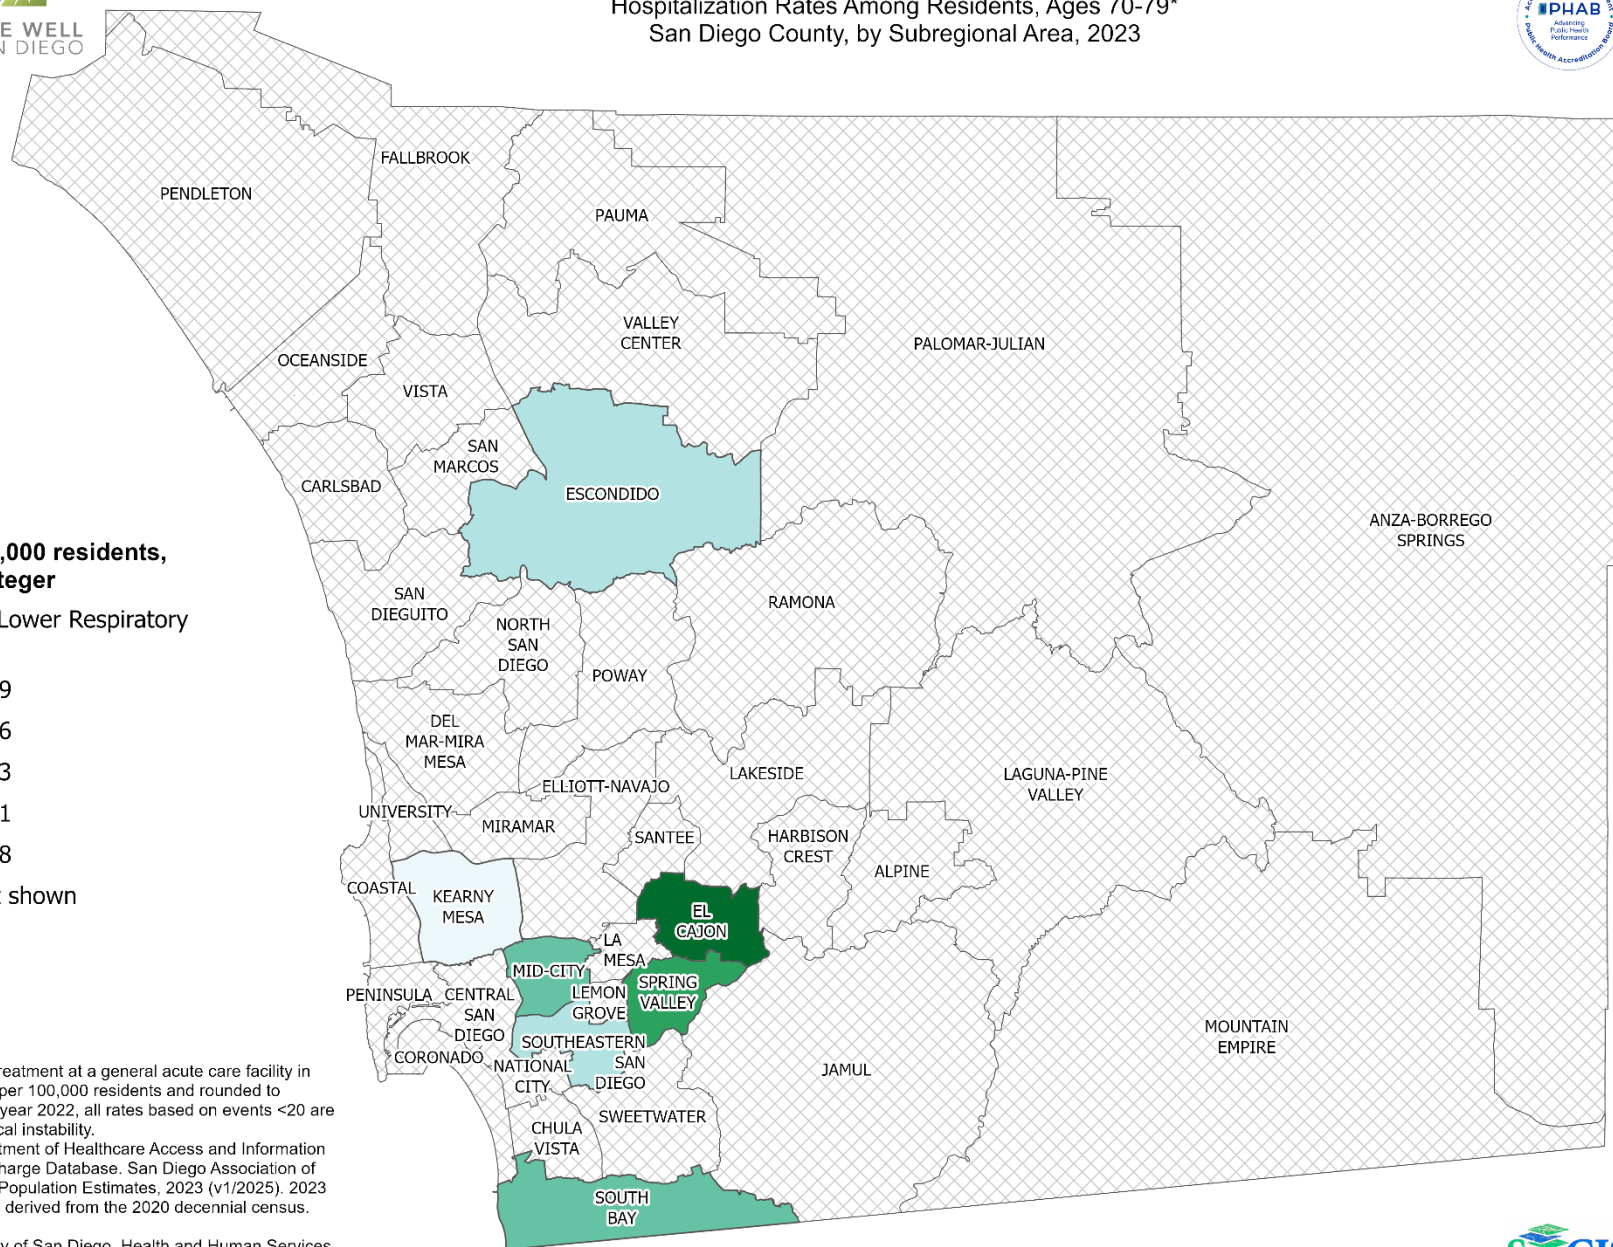 E WELL
N DIEGO
Hospitalization Rates Among Residents, Ages 70-79*
San Diego County, by Subregional Area, 2023
PHAB
Advancing
Public Health
Performance
Public Health Accreditation Board
FALLBROOK
PENDLETON
PAUMA
VALLEY
CENTER
PALOMAR-JULIAN
OCEANSIDE
VISTA
SAN
MARCOS
CARLSBAD
ESCONDIDO
ANZA-BORREGO
SPRINGS
,000 residents,
teger
Lower Respiratory
9
6
3
1
8
t shown
SAN
DIEGUITO
NORTH
SAN
DIEGO
RAMONA
POWAY
DEL
MAR-MIRA
MESA
LAKESIDE
LAGUNA-PINE
VALLEY
ELLIOTT-NAVAJO
UNIVERSITY
MIRAMAR
SANTEE
HARBISON
CREST
ALPINE
COASTAL
KEARNY
MESA
EL
CAJON
LA
MESA
MID-CITY
SPRING
VALLEY
LEMON
GROVE
PENINSULA
CENTRAL
SAN
DIEGO
CORONADO
SOUTHEASTERN
SAN
DIEGO
NATIONAL
CITY
JAMUL
MOUNTAIN
EMPIRE
SWEETWATER
CHULA
VISTA
SOUTH
BAY
reatment at a general acute care facility in
per 100,000 residents and rounded to
year 2022, all rates based on events <20 are
cal instability.
tment of Healthcare Access and Information
harge Database. San Diego Association of
Population Estimates, 2023 (v1/2025). 2023
derived from the 2020 decennial census.
y of San Diego, Health and Human Services